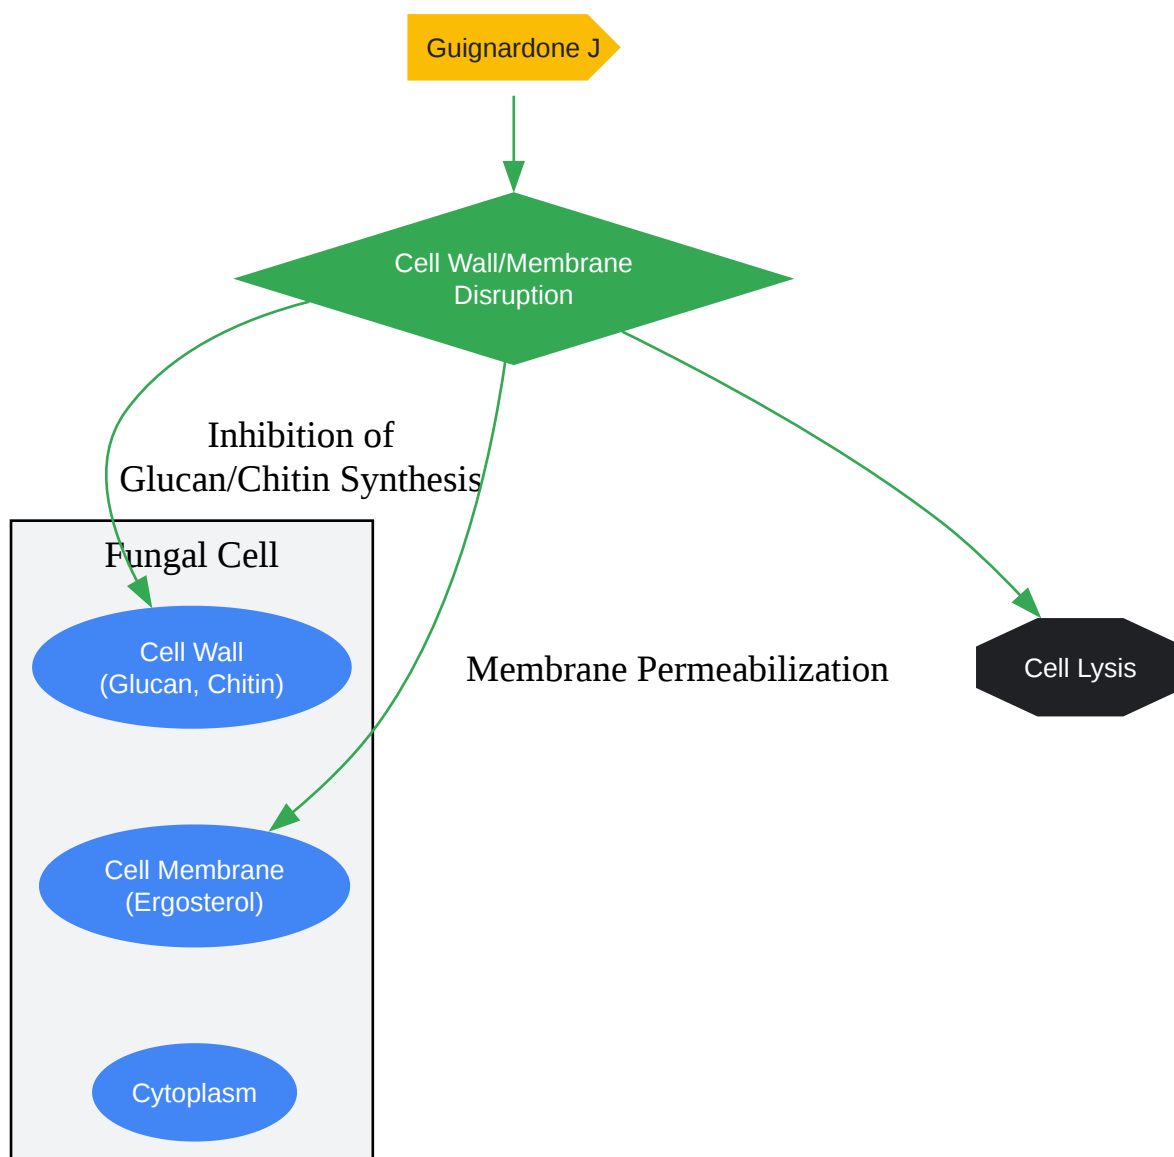 Guignardone J
Cell Wall/Membrane
Disruption
Inhibition of
Glucan/Chitin Synthesis
Fungal Cell
Cell Wall
(Glucan, Chitin)
Membrane Permeabilization
Cell Lysis
Cell Membrane
(Ergosterol)
Cytoplasm